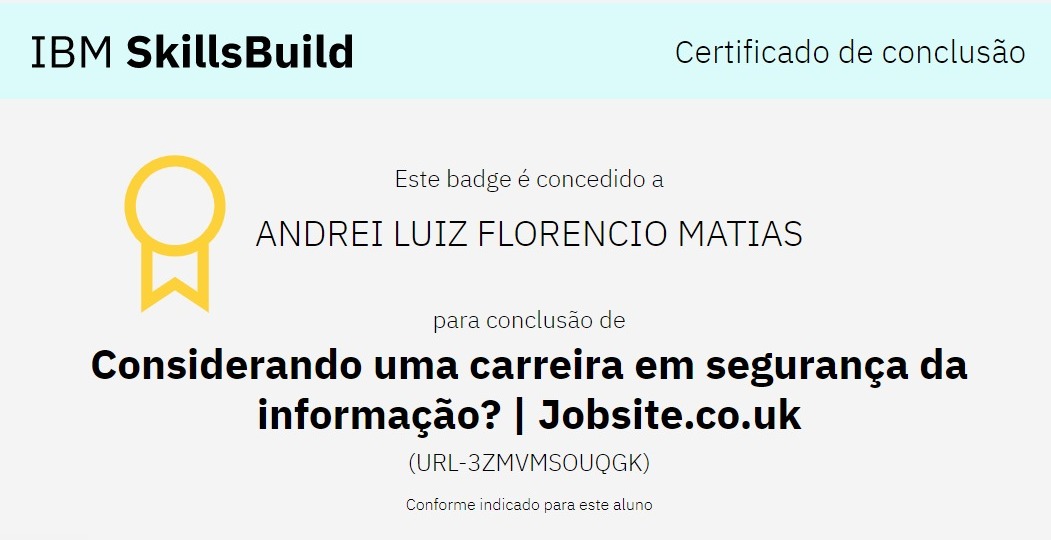 IBM SkillsBuild
Certificado de conclusão
Este badge é concedido a
ANDREI LUIZ FLORENCIO MATIAS
para conclusão de
Considerando uma carreira em segurança da
informação? | Jobsite.co.uk
(URL-3ZMVMSOUQGK)
Conforme indicado para este aluno